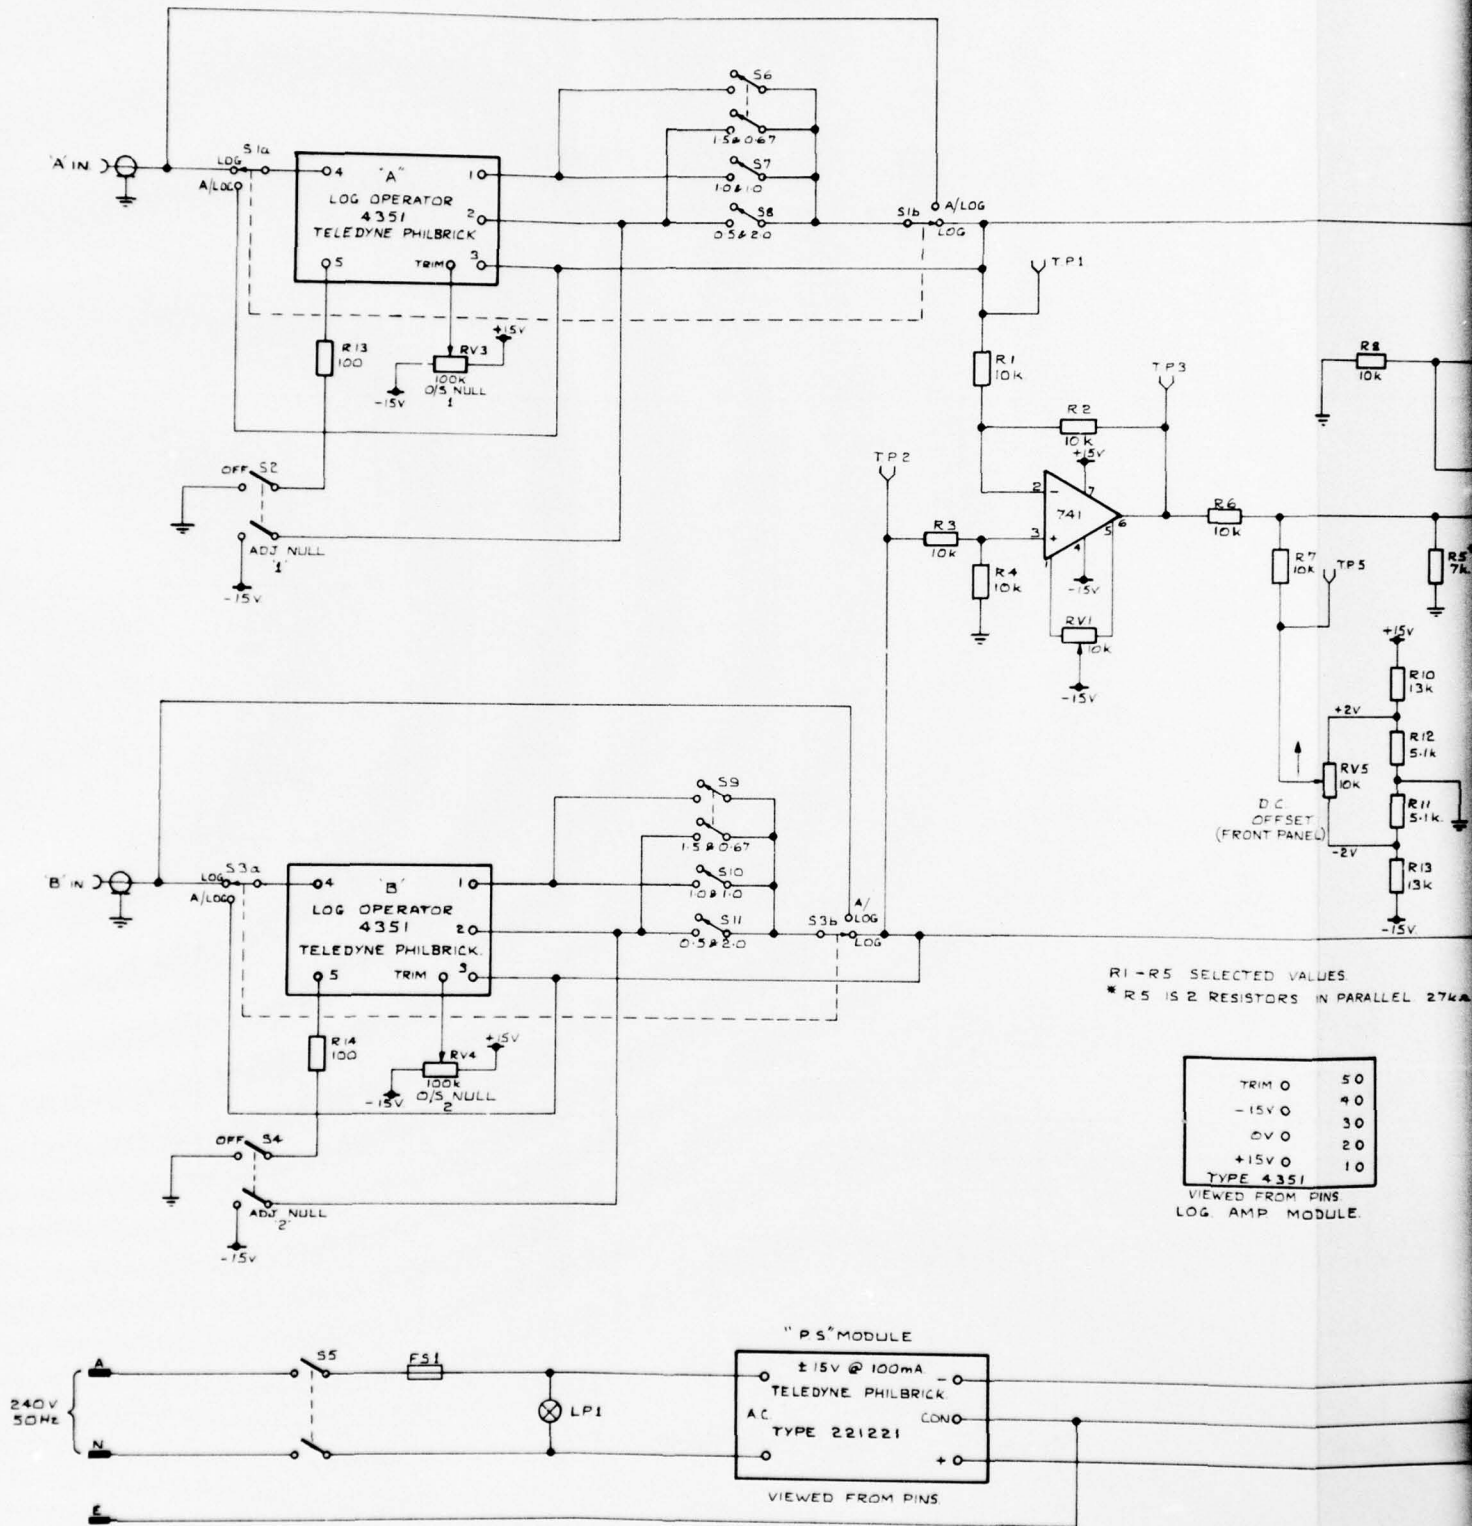 S6
1.5 & 0.67
S7
1.0 & 1.0
S8
0.5 & 2.0
'A' IN
LOG
S1a
A/LOG
4
"A"
1
LOG OPERATOR
4351
2
TELEDYNE PHILBRICK
5
TRIM
3
S1b
A/LOG
LOG
T.P.1
R13
100
RV3
+15V
100k
-15V
O/S NULL
1
R1
10k
T.P.3
R2
10k
+15V
R8
10k
OFF
S2
ADJ NULL
'1'
-15V
T.P.2
R3
10k
R4
10k
2
-
7
741
3
+
6
5
4
1
-15V
RV1
10k
-15V
R6
10k
R7
10k
T.P.5
R5*
7k
+15V
R10
13k
+2V
R12
5.1k
RV5
10k
R11
5.1k
D.C.
OFFSET
(FRONT PANEL)
-2V
R13
13k
-15V
S9
1.5 & 0.67
S10
1.0 & 1.0
S11
0.5 & 2.0
'B' IN
LOG
S3a
A/LOG
4
'B'
1
LOG OPERATOR
4351
2
TELEDYNE PHILBRICK.
5
TRIM
3
S3b
A/
LOG
LOG
R14
100
RV4
+15V
100k
-15V
O/S NULL
2
OFF
S4
ADJ NULL
'2'
-15V
R1-R5 SELECTED VALUES.
* R5 IS 2 RESISTORS IN PARALLEL. 27kΩ
TRIM
50
-15V
40
0V
30
+15V
20
TYPE 4351
10
VIEWED FROM PINS.
LOG. AMP. MODULE.
"P.S." MODULE
A
S5
FS1
± 15V @ 100mA.
-
TELEDYNE PHILBRICK.
240V
50Hz
LP1
A.C.
CON
TYPE 221221
N
+
VIEWED FROM PINS.
E